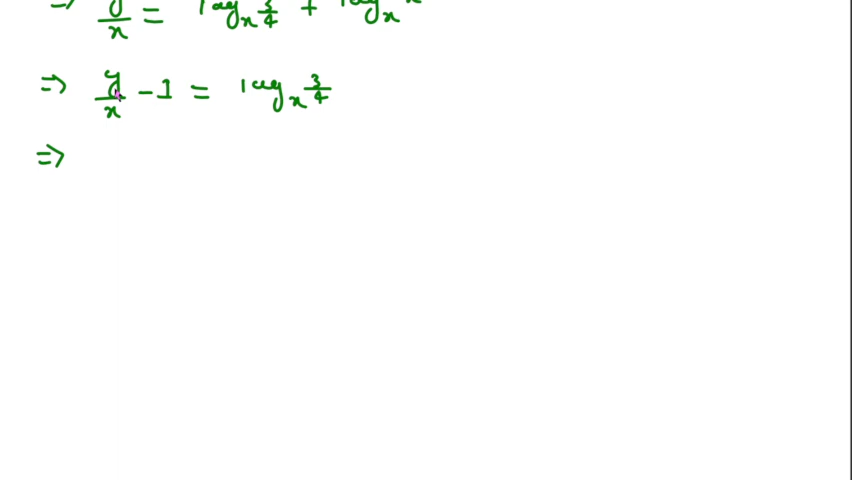 ⇒ y/x = log_x 3/4 + log_x x
⇒ y/x - 1 = log_x 3/4
⇒